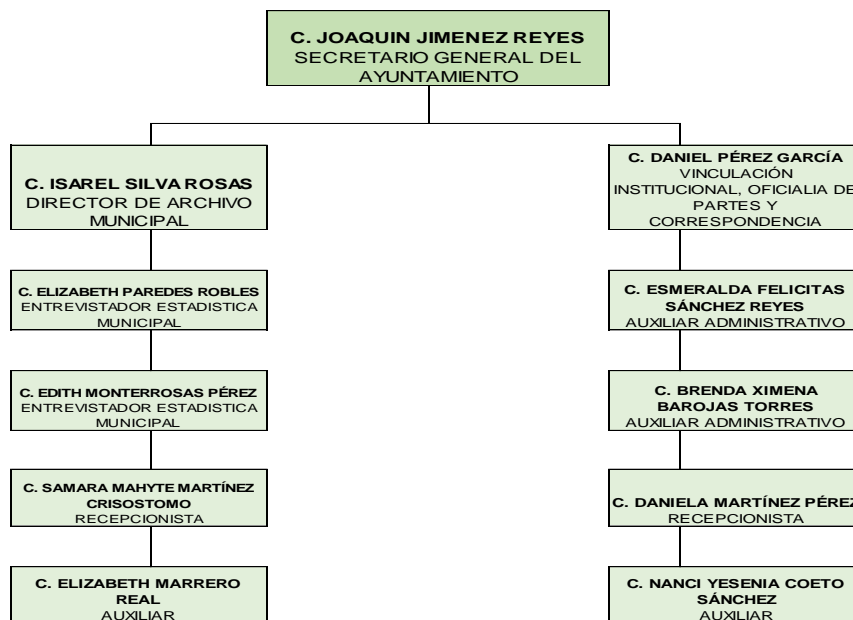 C. JOAQUIN JIMENEZ REYES
SECRETARIO GENERAL DEL
AYUNTAMIENTO
C. ISAREL SILVA ROSAS
DIRECTOR DE ARCHIVO
MUNICIPAL
C. ELIZABETH PAREDES ROBLES
ENTREVISTADOR ESTADISTICA
MUNICIPAL
C. EDITH MONTERROSAS PÉREZ
ENTREVISTADOR ESTADISTICA
MUNICIPAL
C. SAMARA MAHYTE MARTÍNEZ
CRISOSTOMO
RECEPCIONISTA
C. ELIZABETH MARRERO
REAL
AUXILIAR
C. DANIEL PÉREZ GARCÍA
VINCULACIÓN
INSTITUCIONAL, OFICIALIA DE
PARTES Y
CORRESPONDENCIA
C. ESMERALDA FELICITAS
SÁNCHEZ REYES
AUXILIAR ADMINISTRATIVO
C. BRENDA XIMENA
BAROJAS TORRES
AUXILIAR ADMINISTRATIVO
C. DANIELA MARTÍNEZ PÉREZ
RECEPCIONISTA
C. NANCI YESENIA COETO
SÁNCHEZ
AUXILIAR